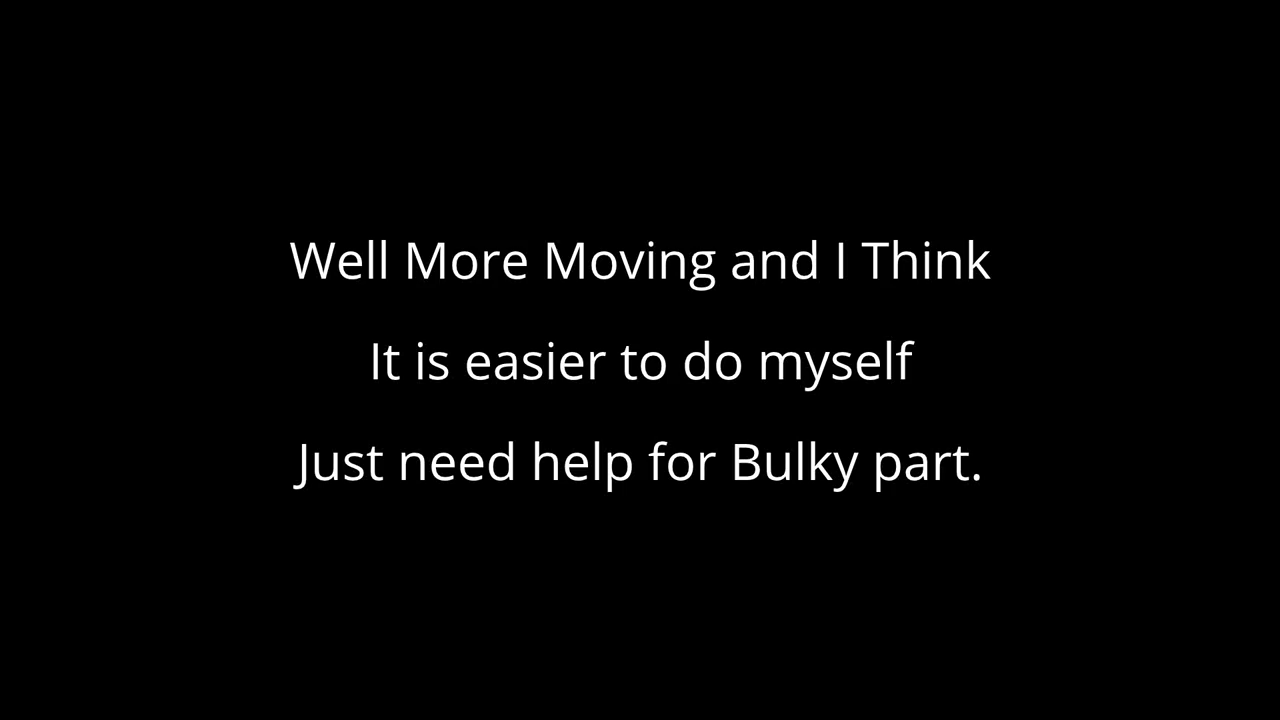 Well More Moving and I Think
It is easier to do myself
Just need help for Bulky part.